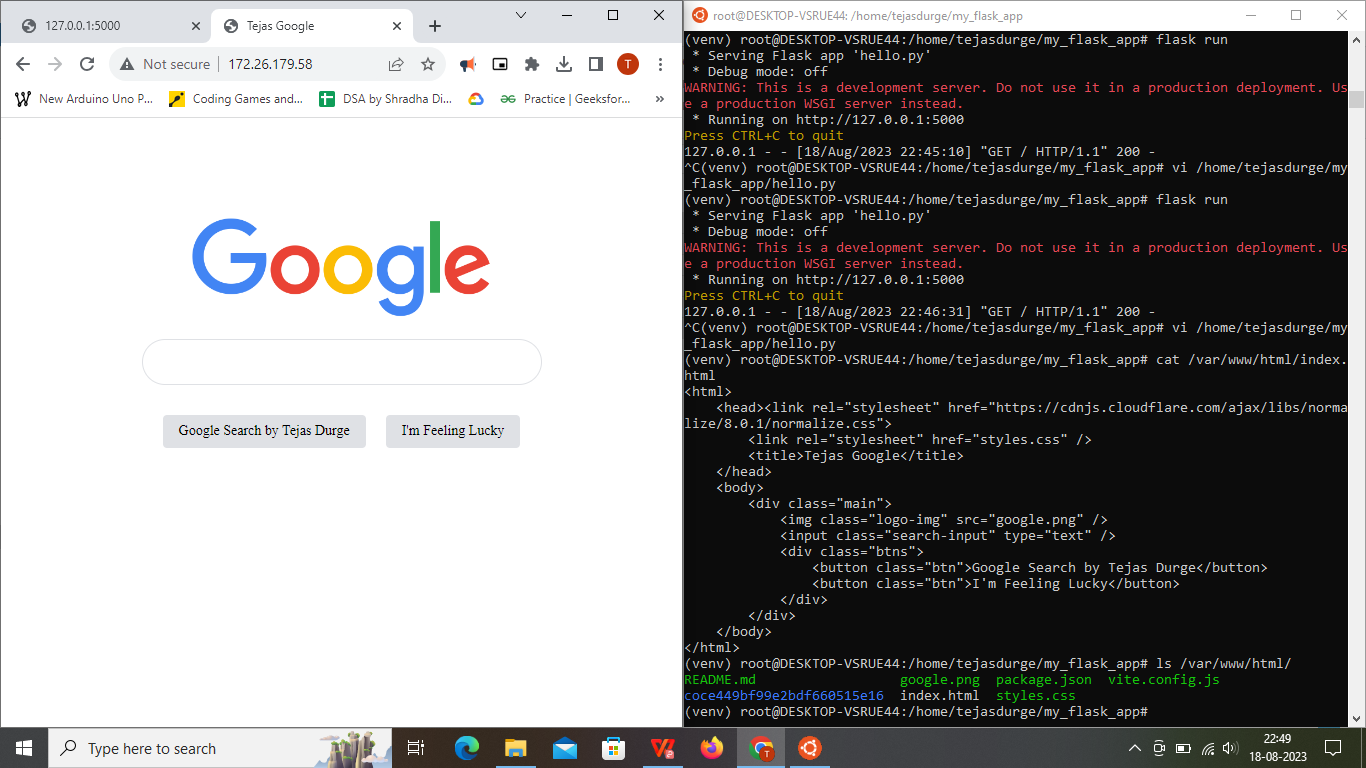 127.0.0.1:5000
Tejas Google
Not secure | 172.26.179.58
T
New Arduino Uno P...
Coding Games and...
DSA by Shradha Di...
Practice | Geeksfor...
»
Google
Google Search by Tejas Durge
I'm Feeling Lucky
root@DESKTOP-VSRUE44: /home/tejasdurge/my_flask_app
(venv) root@DESKTOP-VSRUE44:/home/tejasdurge/my_flask_app# flask run
 * Serving Flask app 'hello.py'
 * Debug mode: off
WARNING: This is a development server. Do not use it in a production deployment. Us
e a production WSGI server instead.
 * Running on http://127.0.0.1:5000
Press CTRL+C to quit
127.0.0.1 - - [18/Aug/2023 22:45:10] "GET / HTTP/1.1" 200 -
^C(venv) root@DESKTOP-VSRUE44:/home/tejasdurge/my_flask_app# vi /home/tejasdurge/my
_flask_app/hello.py
(venv) root@DESKTOP-VSRUE44:/home/tejasdurge/my_flask_app# flask run
 * Serving Flask app 'hello.py'
 * Debug mode: off
WARNING: This is a development server. Do not use it in a production deployment. Us
e a production WSGI server instead.
 * Running on http://127.0.0.1:5000
Press CTRL+C to quit
127.0.0.1 - - [18/Aug/2023 22:46:31] "GET / HTTP/1.1" 200 -
^C(venv) root@DESKTOP-VSRUE44:/home/tejasdurge/my_flask_app# vi /home/tejasdurge/my
_flask_app/hello.py
(venv) root@DESKTOP-VSRUE44:/home/tejasdurge/my_flask_app# cat /var/www/html/index.
html
<html>
    <head><link rel="stylesheet" href="https://cdnjs.cloudflare.com/ajax/libs/norma
lize/8.0.1/normalize.css">
        <link rel="stylesheet" href="styles.css" />
        <title>Tejas Google</title>
    </head>
    <body>
        <div class="main">
            <img class="logo-img" src="google.png" />
            <input class="search-input" type="text" />
            <div class="btns">
                <button class="btn">Google Search by Tejas Durge</button>
                <button class="btn">I'm Feeling Lucky</button>
            </div>
        </div>
    </body>
</html>
(venv) root@DESKTOP-VSRUE44:/home/tejasdurge/my_flask_app# ls /var/www/html/
README.md                  google.png  package.json  vite.config.js
coce449bf99e2bdf660515e16  index.html  styles.css
(venv) root@DESKTOP-VSRUE44:/home/tejasdurge/my_flask_app#
Type here to search
22:49
18-08-2023